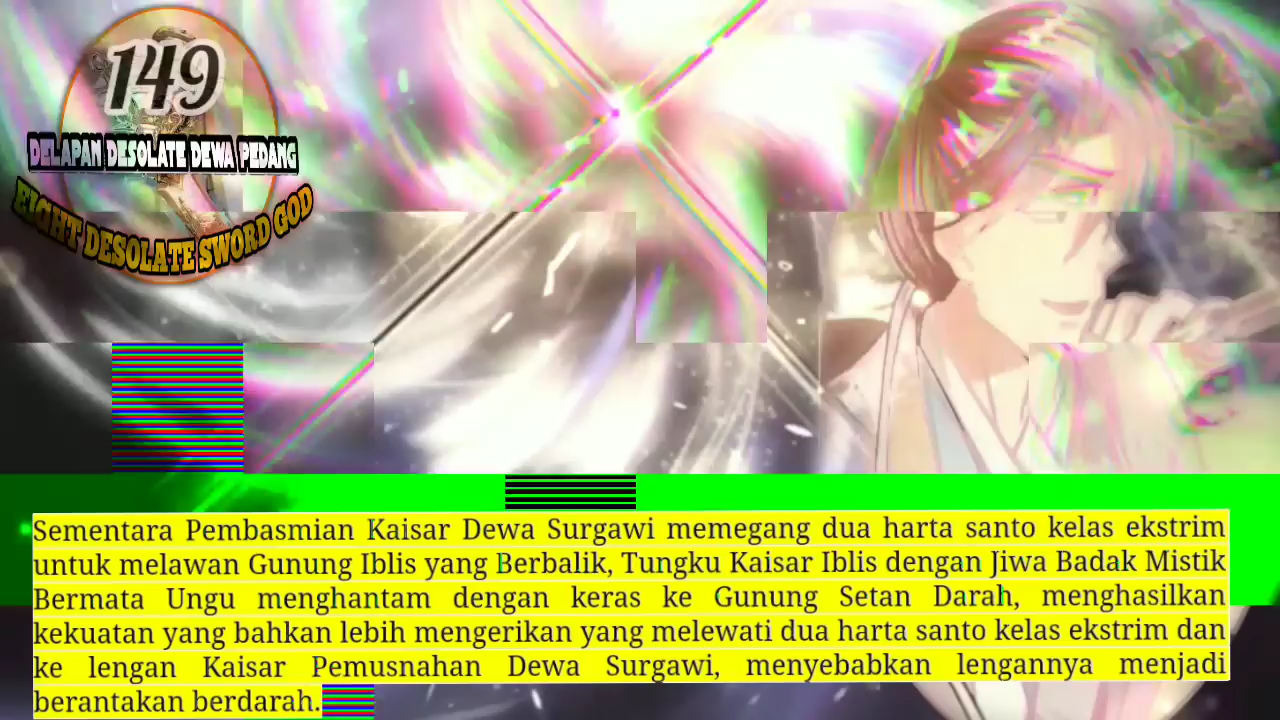 149
DELAPAN DESOLATE DEWA PEDANG
EIGHT DESOLATE SWORD GOD
Sementara Pembasmian Kaisar Dewa Surgawi memegang dua harta santo kelas ekstrim
untuk melawan Gunung Iblis yang Berbalik, Tungku Kaisar Iblis dengan Jiwa Badak Mistik
Bermata Ungu menghantam dengan keras ke Gunung Setan Darah, menghasilkan
kekuatan yang bahkan lebih mengerikan yang melewati dua harta santo kelas ekstrim dan
ke lengan Kaisar Pemusnahan Dewa Surgawi, menyebabkan lengannya menjadi
berantakan berdarah.